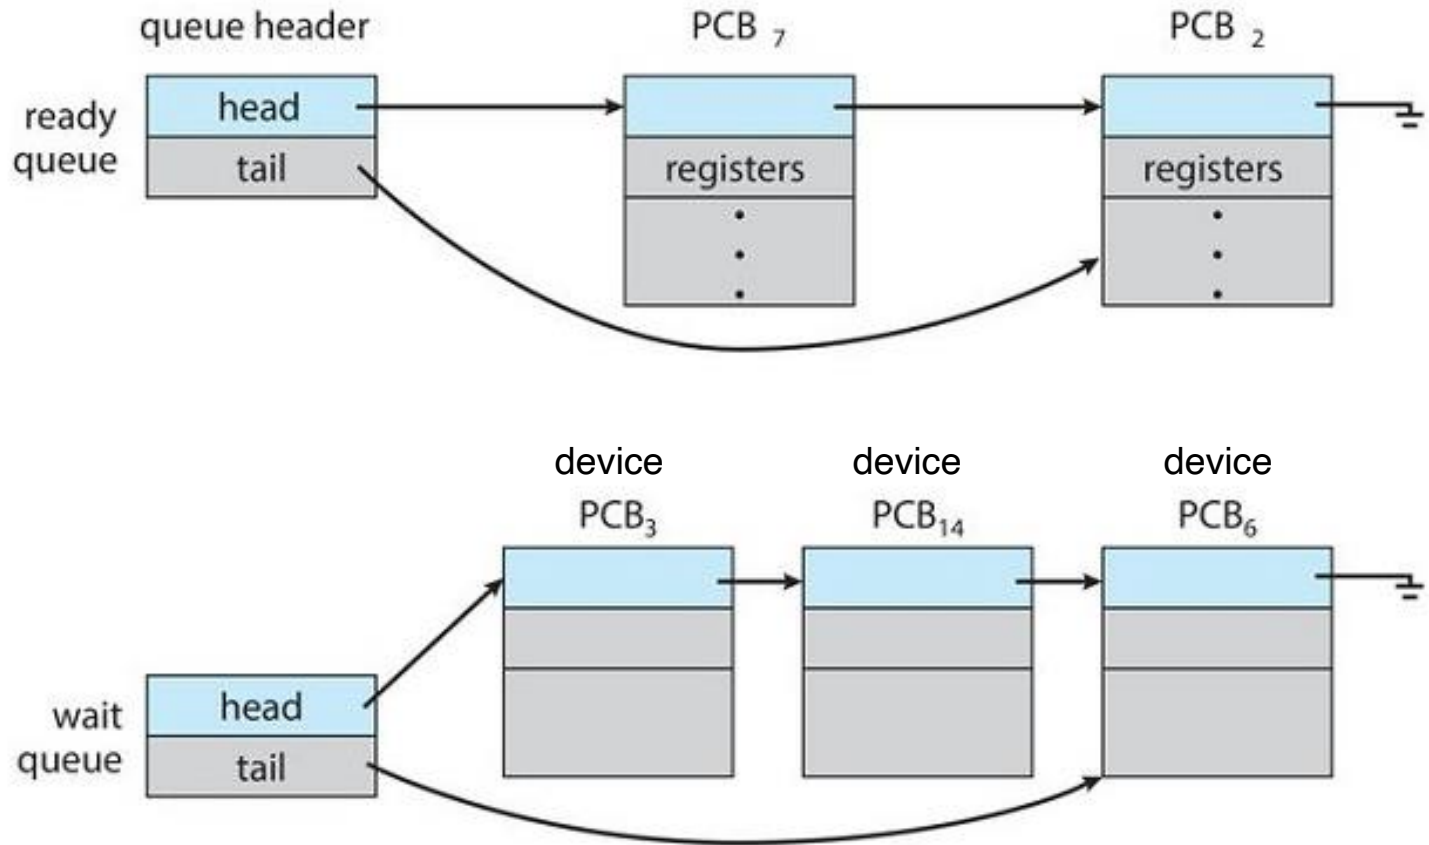 queue header
PCB 7
PCB 2
ready
queue
head
tail
registers
registers
device
device
device
PCB3
PCB14
PCB6
wait
queue
head
tail